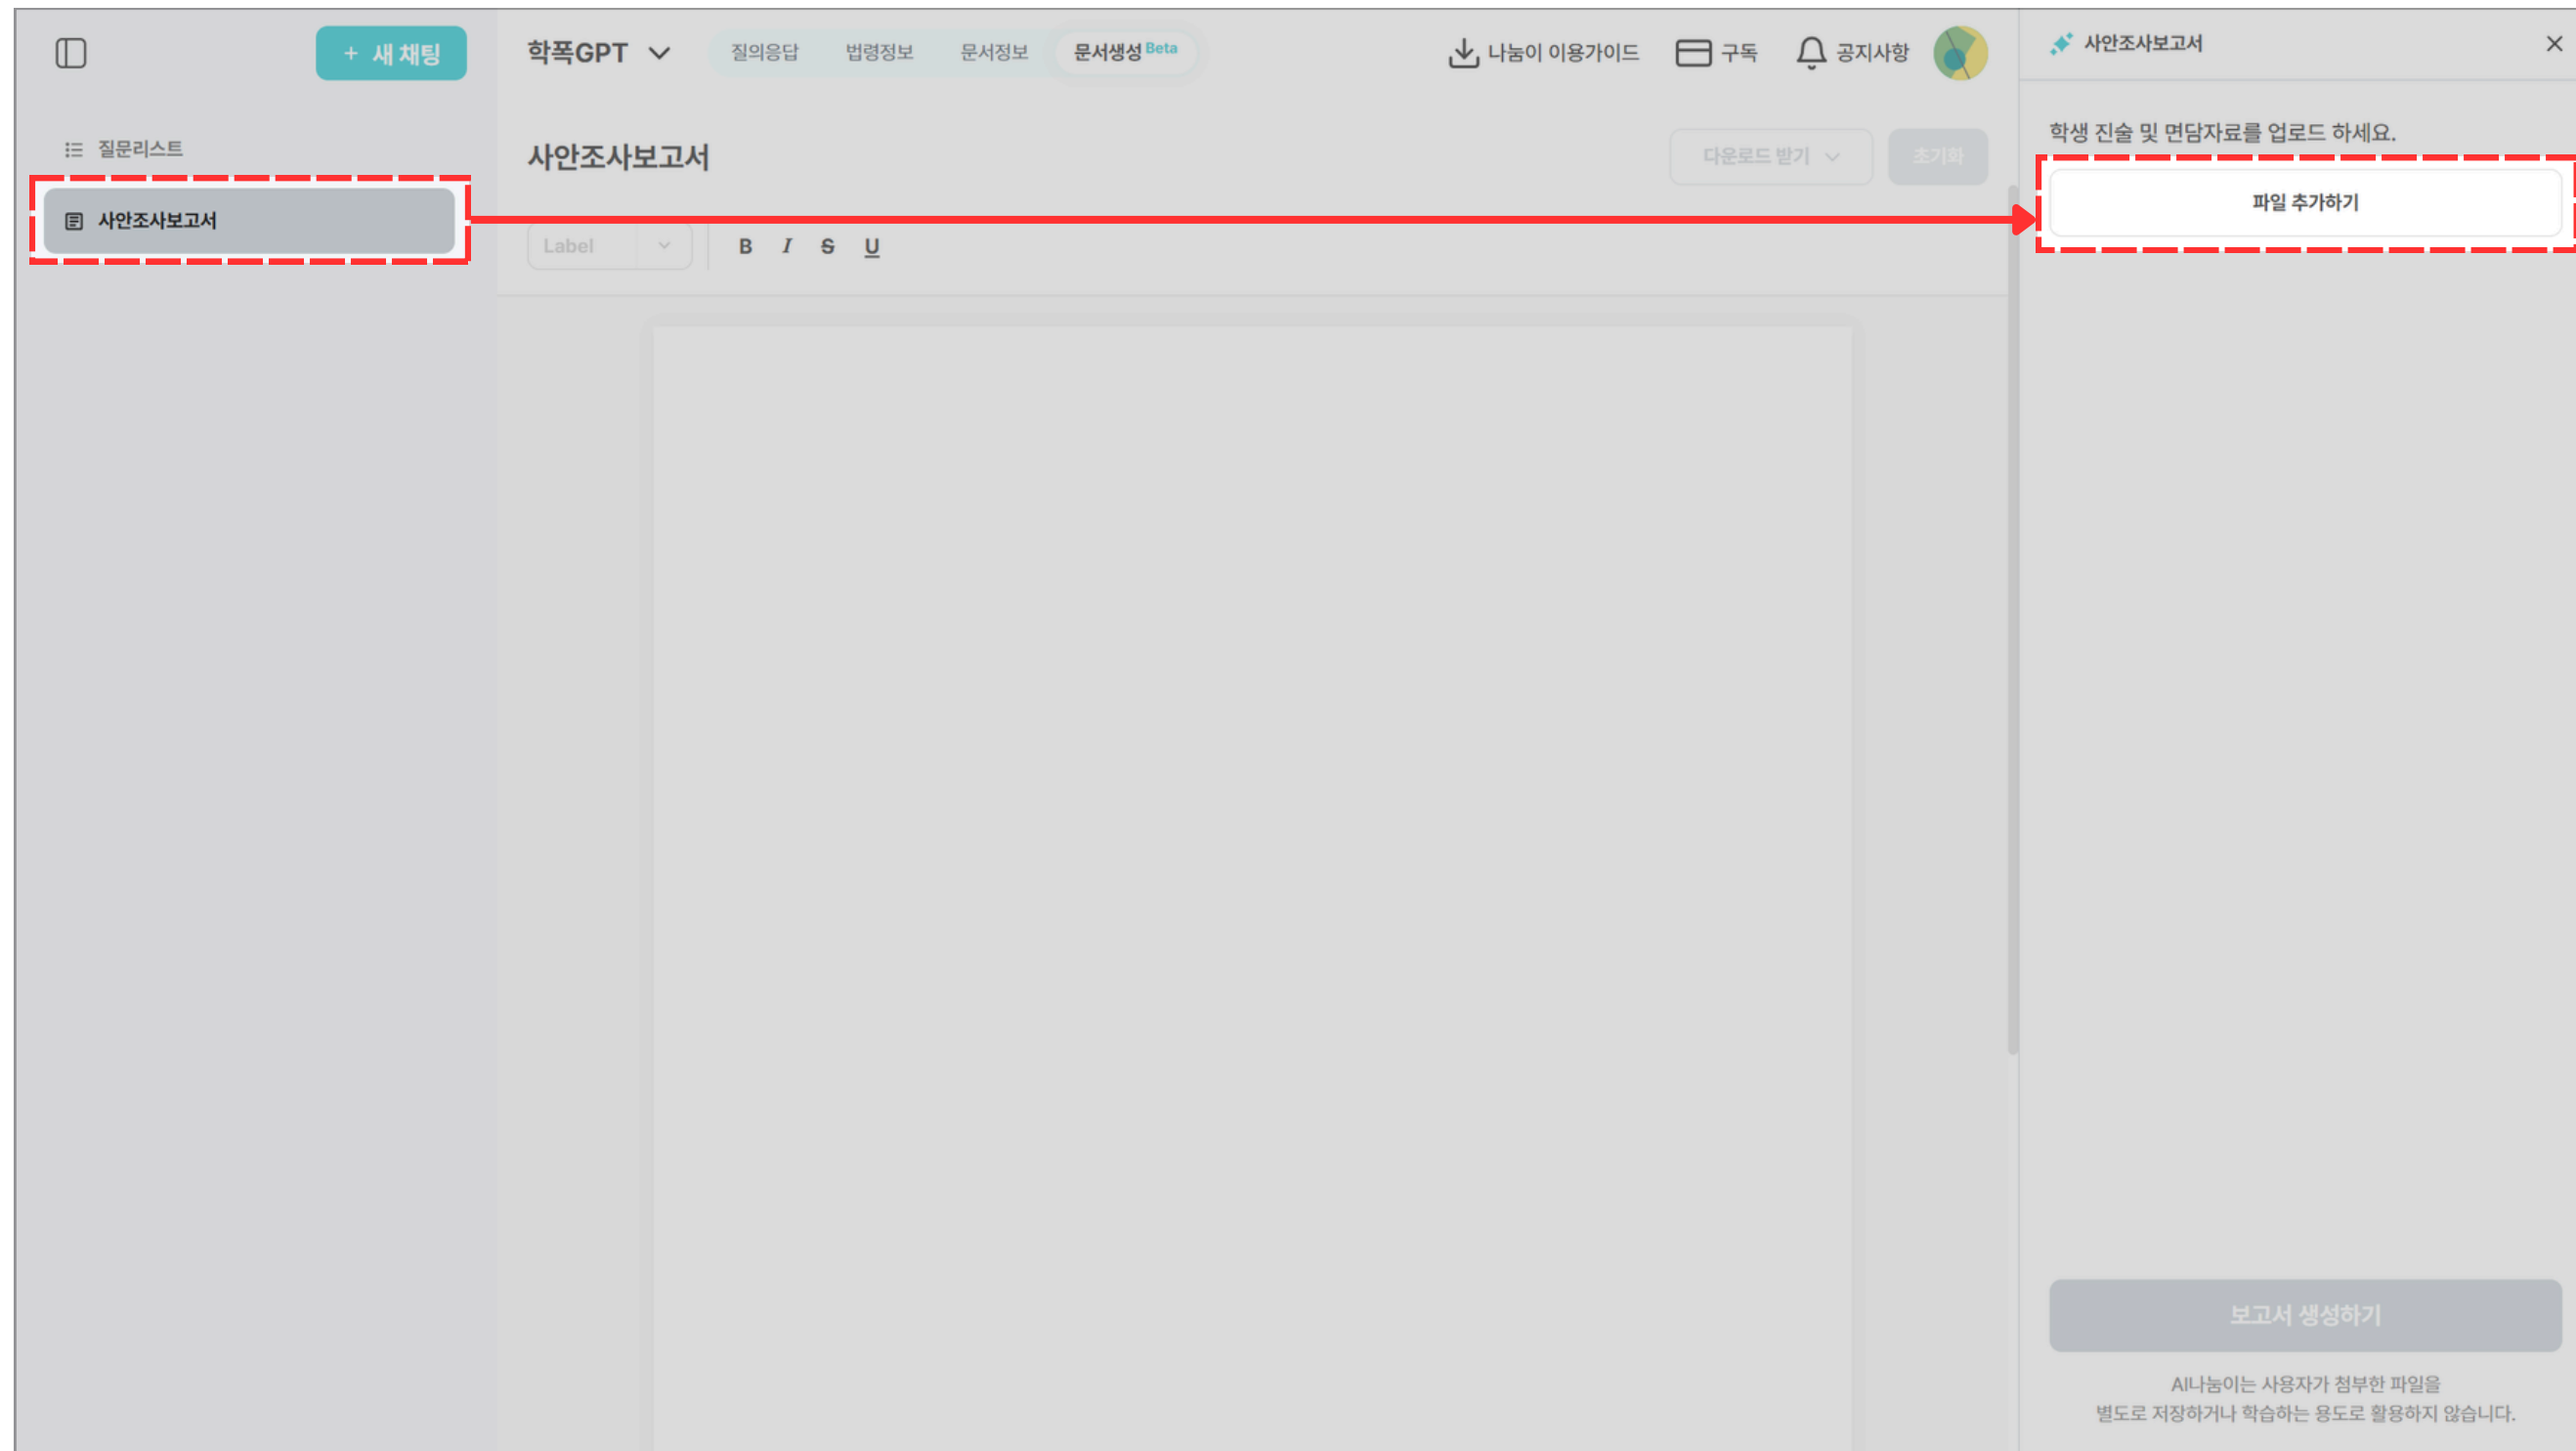 + 새 채팅
질문리스트
사안조사보고서
학폭GPT
질의응답 법령정보 문서정보 문서생성 Beta
나눔이 이용가이드 구독 공지사항
사안조사보고서
다운로드 받기 초기화
Label B I S U
사안조사보고서
학생 진술 및 면담자료를 업로드 하세요.
파일 추가하기
보고서 생성하기
AI나눔이는 사용자가 첨부한 파일을
별도로 저장하거나 학습하는 용도로 활용하지 않습니다.